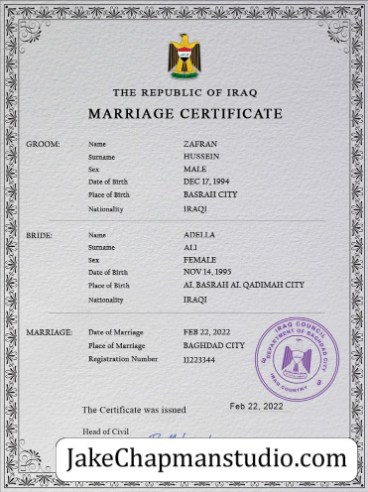 THE REPUBLIC OF IRAQ
MARRIAGE CERTIFICATE
GROOM: Name ZAFRAN
Surname HUSSEIN
Sex MALE
Date of Birth DEC 17, 1994
Place of Birth BASRAH CITY
Nationality IRAQI
BRIDE: Name ADELLA
Surname ALI
Sex FEMALE
Date of Birth NOV 14, 1995
Place of Birth AL BASRAH AL QADIMAH CITY
Nationality IRAQI
MARRIAGE: Date of Marriage FEB 22, 2022
Place of Marriage BAGHDAD CITY
Registration Number 11223344
IRAQ COUNCIL
DEPARTMENT OF BAGHDAD CITY
IRAQ COUNTRY
The Certificate was issued Feb 22, 2022
Head of Civil
JakeChapmanstudio.com